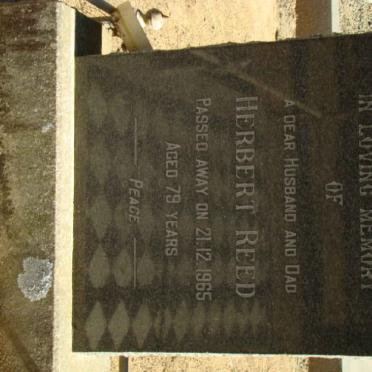 IN LOVING MEMORY
OF
A DEAR HUSBAND AND DAD
HERBERT REED
PASSED AWAY ON 21.12.1965
AGED 79 YEARS
PEACE